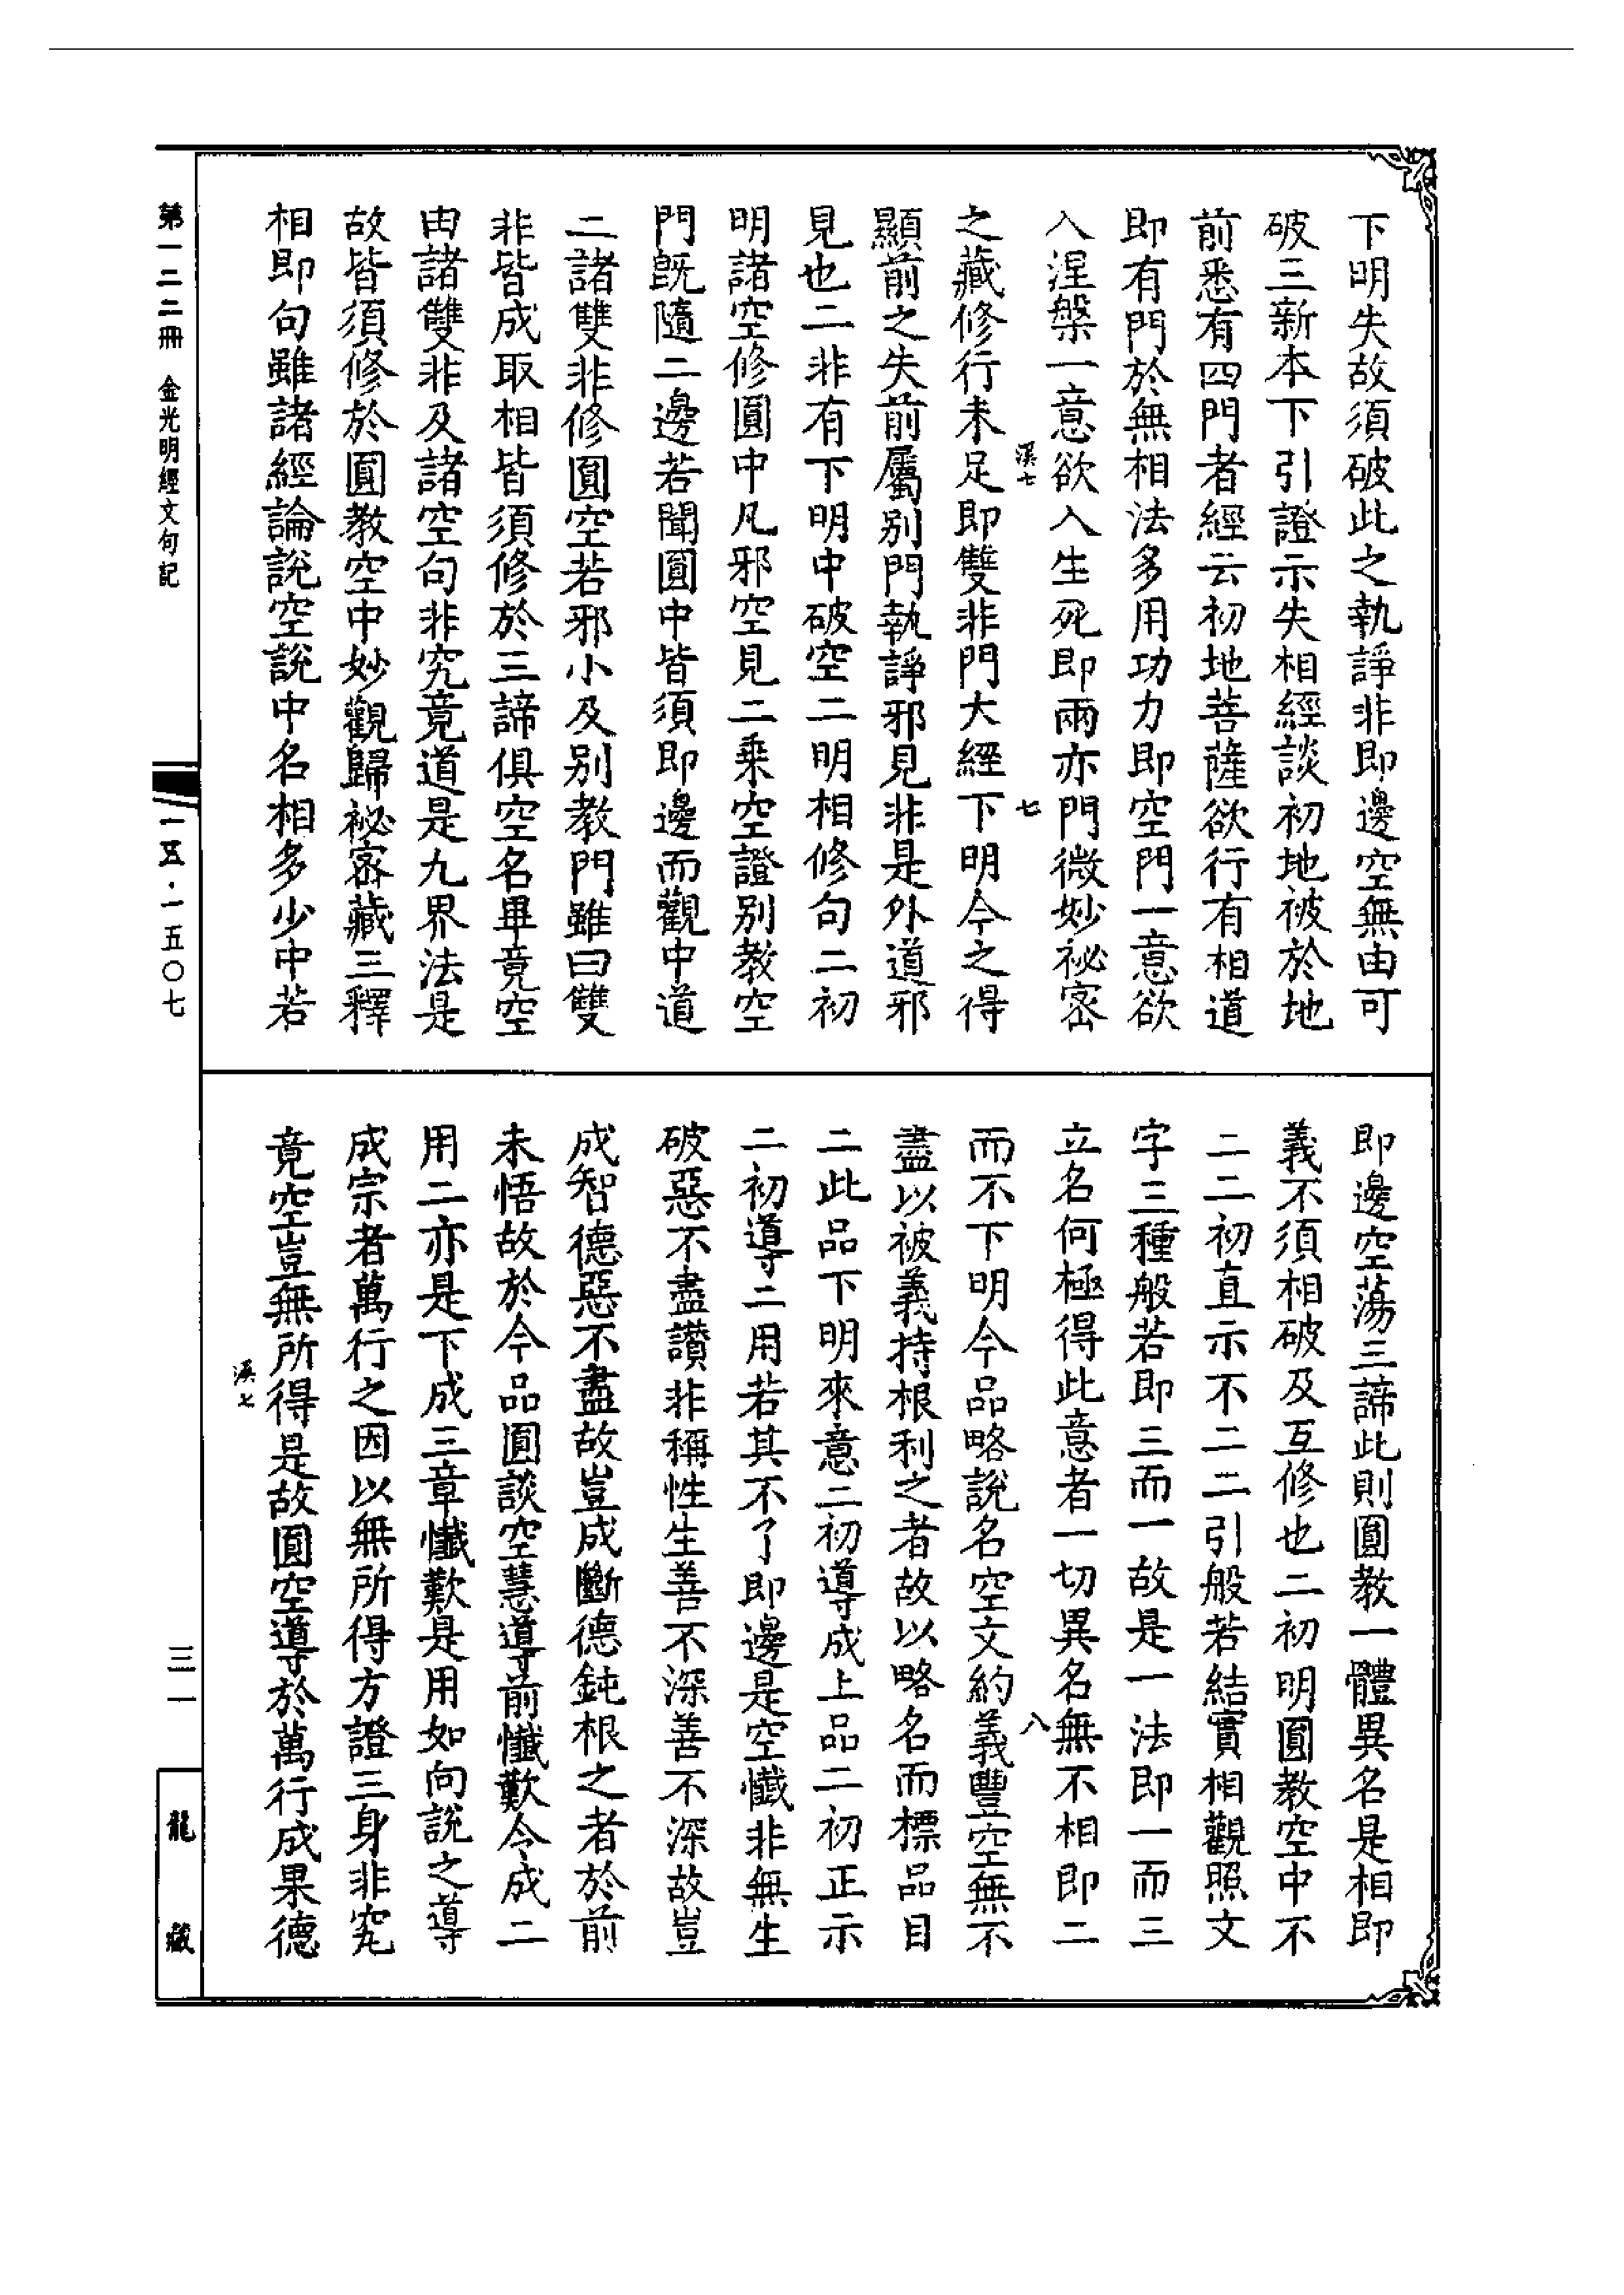 下明失故須破此之執諍非即邊空無由可
破三新本下引證示失相經談初地被於地
前悉有四門者經云初地菩薩欲行有相道
即有門於無相法多用功力即空門一意欲
入涅槃一意欲入生死即兩亦門微妙祕密
溪七
七
之藏修行未足即雙非門大經下明今之得
顯前之失前屬別門執諍邪見非是外道邪
見也二非有下明中破空二明相修句二初
明諸空修圓中凡邪空見二乘空證別教空
門旣隨二邊若聞圓中皆須即邊而觀中道
二諸雙非修圓空若邪小及別教門雖曰雙
非皆成取相皆須修於三諦俱空名畢竟空
由諸雙非及諸空句非究竟道是九界法是
故皆須修於圓教空中妙觀歸祕密藏三釋
相即句雖諸經論說空說中名相多少中若
即邊空蕩三諦此則圓教一體異名是相即
義不須相破及互修也二初明圓教空中不
二二初直示不二二引般若結實相觀照文
字三種般若即三而一故是一法即一而三
立名何極得此意者一切異名無不相即二
八
而不下明今品略說名空文約義豐空無不
盡以被義持根利之者故以略名而標品目
二此品下明來意二初導成上品二初正示
二初導二用若其不了即邊是空懺非無生
破惡不盡讚非稱性生善不深善不深故豈
成智德惡不盡故豈成斷德鈍根之者於前
未悟故於今品圓談空慧導前懺歎令成二
用二亦是下成三章懺歎是用如向說之導
成宗者萬行之因以無所得方證三身非究
竟空豈無所得是故圓空導於萬行成果德
溪七
第一二二冊 金光明經文句記
一五·一五〇七
三一
龍藏